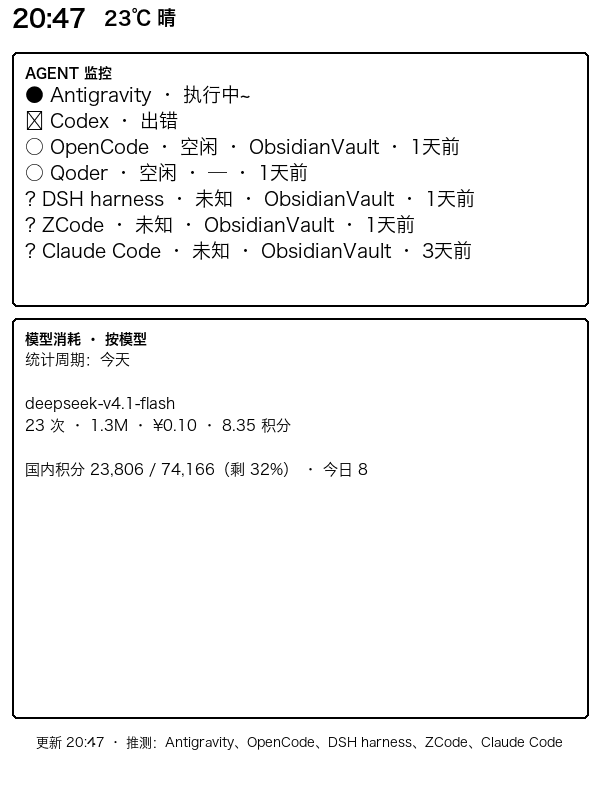 20:47 23℃ 晴
AGENT 监控
● Antigravity · 执行中~
☒ Codex · 出错
○ OpenCode · 空闲 · ObsidianVault · 1天前
○ Qoder · 空闲 · — · 1天前
? DSH harness · 未知 · ObsidianVault · 1天前
? ZCode · 未知 · ObsidianVault · 1天前
? Claude Code · 未知 · ObsidianVault · 3天前
模型消耗 · 按模型
统计周期：今天
deepseek-v4.1-flash
23 次 · 1.3M · ¥0.10 · 8.35 积分
国内积分 23,806 / 74,166（剩 32%） · 今日 8
更新 20:47 · 推测：Antigravity、OpenCode、DSH harness、ZCode、Claude Code